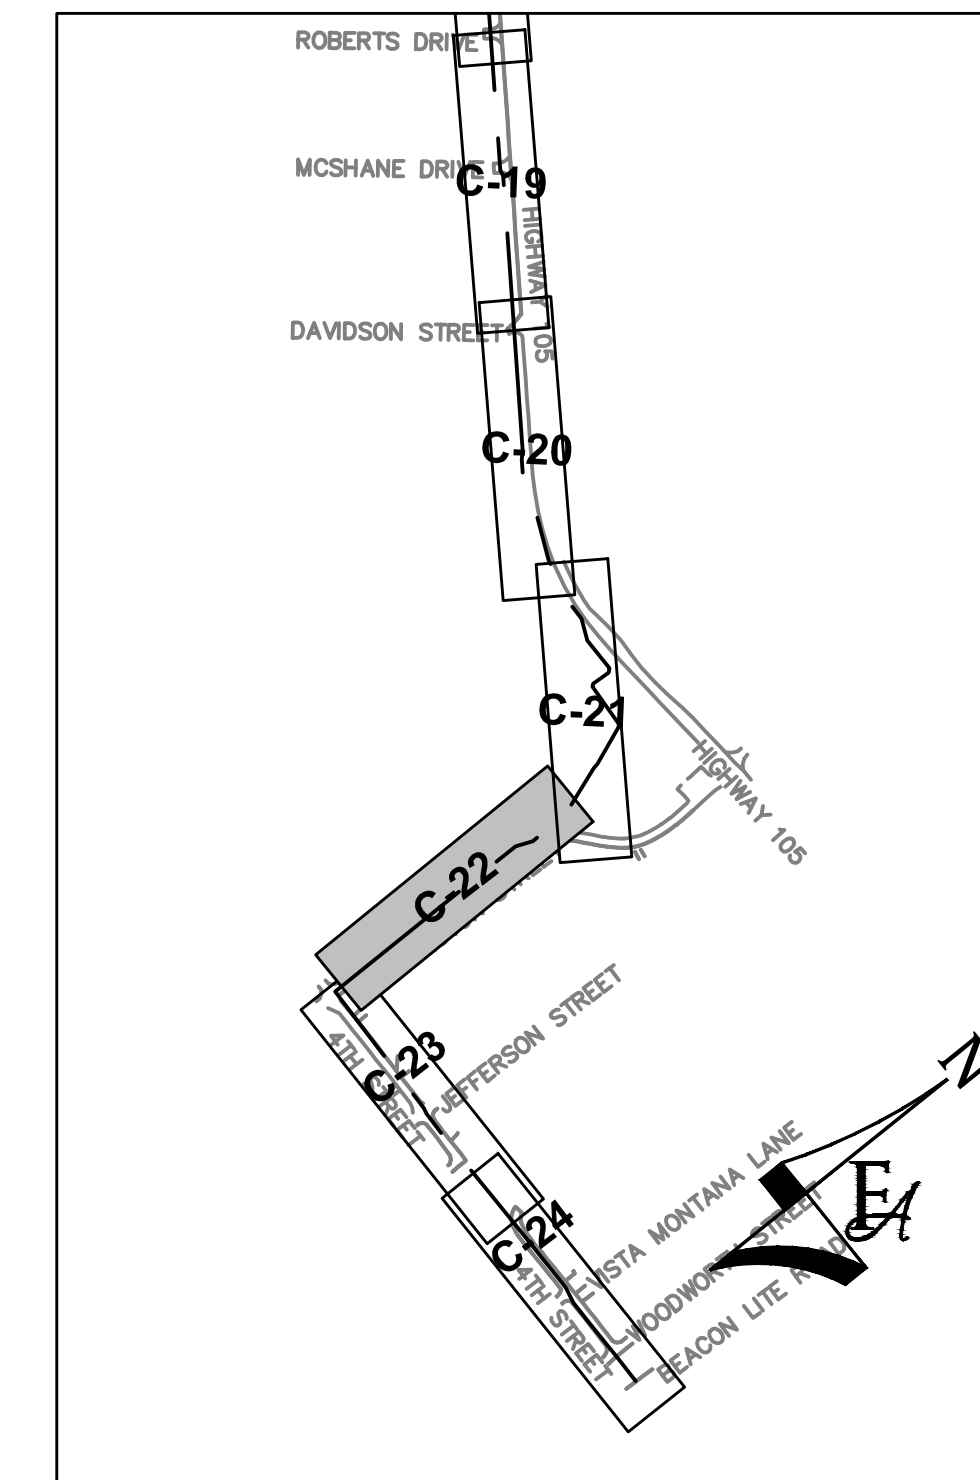 ROBERTS DRIVE
MCSHANE DRIVE
C-19
HIGHWAY 105
DAVIDSON STREET
C-20
C-21
HIGHWAY 105
C-22
C-23
4TH STREET
JEFFERSON STREET
C-24
4TH STREET
VISTA MONTANA LANE
WOODWORTH STREET
BEACON LITE ROAD
N
EA